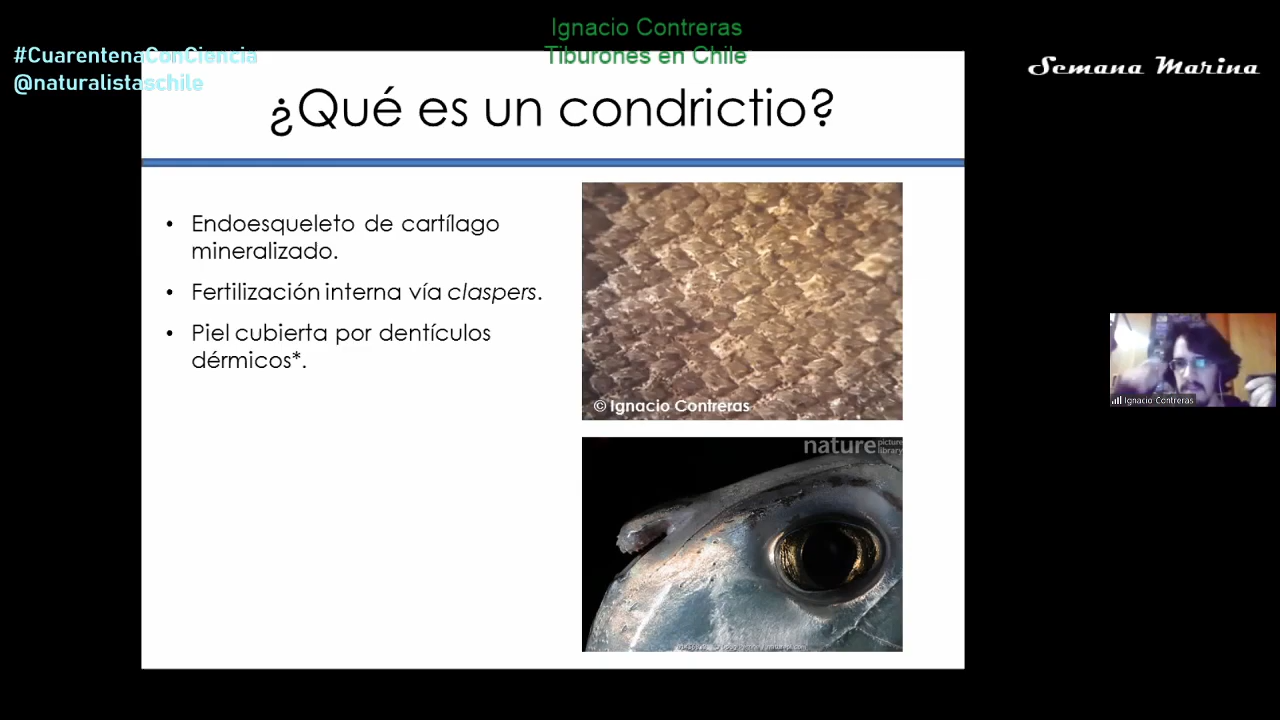 Ignacio Contreras
Tiburones en Chile
#CuarentenaConCiencia
@naturalistaschile
Semana Marina
¿Qué es un condrictio?
• Endoesqueleto de cartílago
mineralizado.
• Fertilización interna vía claspers.
• Piel cubierta por dentículos
dérmicos*.
© Ignacio Contreras
nature picture
library
Ignacio Contreras